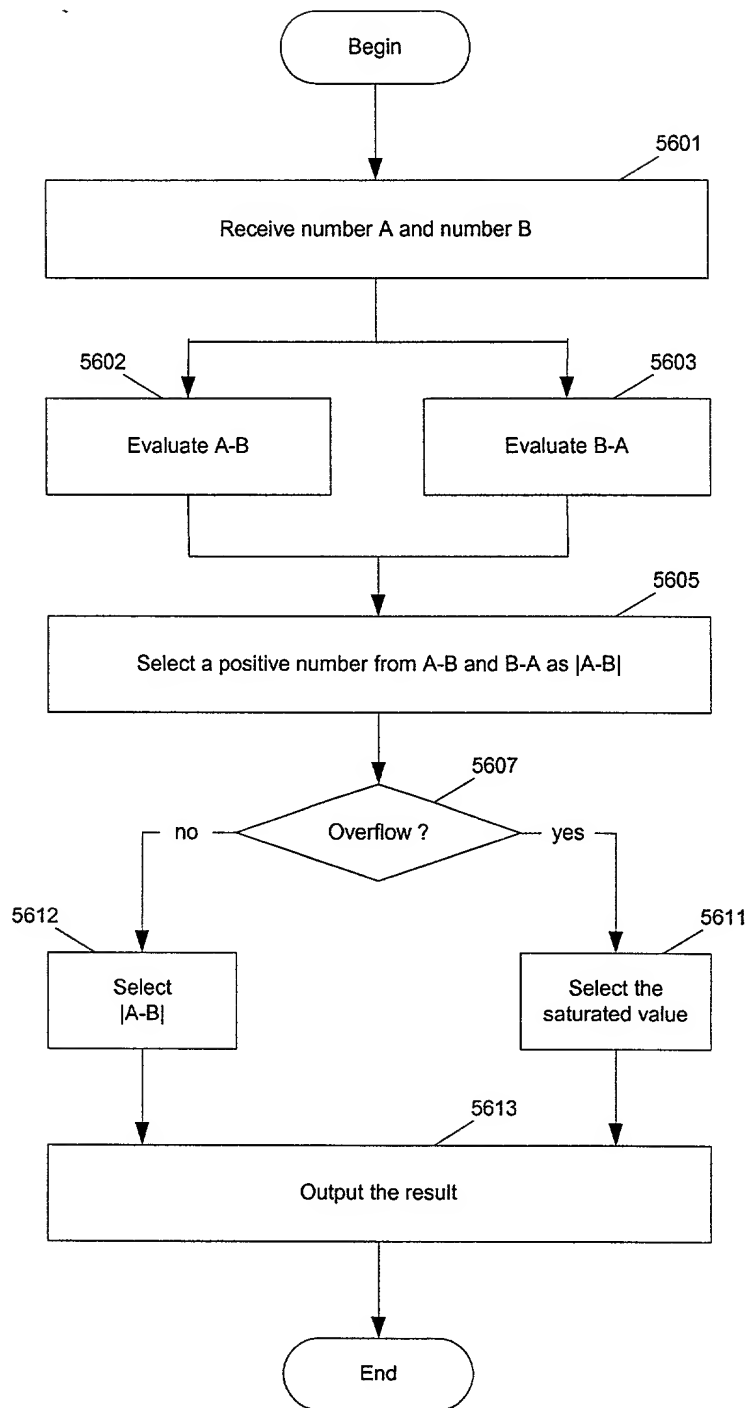 Begin
5601
Receive number A and number B
5602
5603
Evaluate A-B
Evaluate B-A
5605
Select a positive number from A-B and B-A as |A-B|
5607
no
Overflow ?
yes
5612
5611
Select
|A-B|
Select the
saturated value
5613
Output the result
End